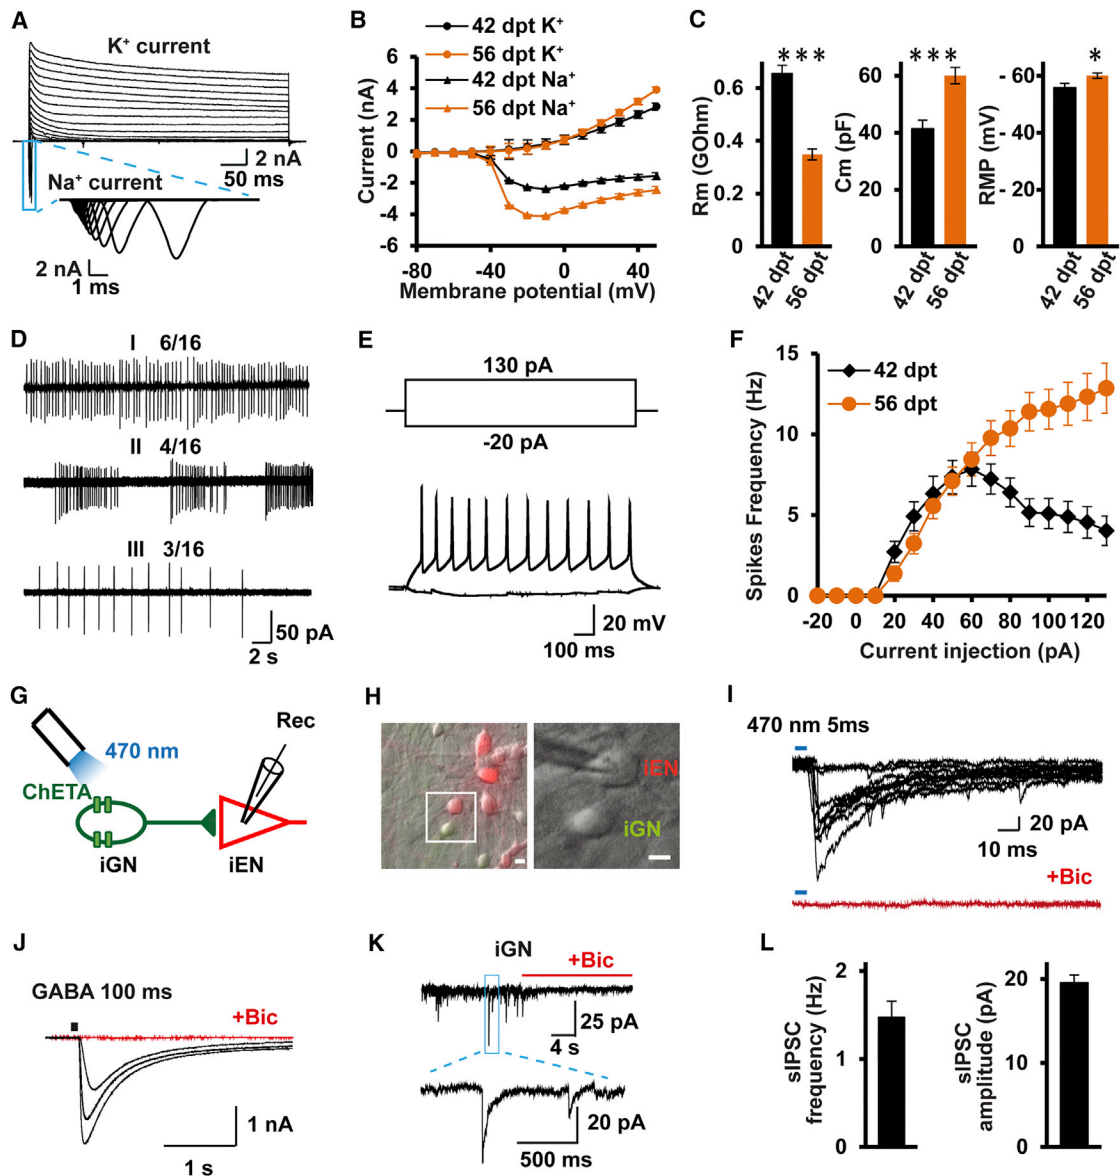 A
K⁺ current
2 nA
50 ms
Na⁺ current
2 nA
1 ms
B
42 dpt K⁺
56 dpt K⁺
42 dpt Na⁺
56 dpt Na⁺
Current (nA)
6
4
2
0
-2
-4
-6
-80 -40 0 40
Membrane potential (mV)
C
***
Rm (GOhm)
0.6
0.4
0.2
0
42 dpt
56 dpt
***
Cm (pF)
60
40
20
0
42 dpt
56 dpt
*
RMP (mV)
- 60
- 40
- 20
0
42 dpt
56 dpt
D
I 6/16
II 4/16
III 3/16
50 pA
2 s
E
130 pA
-20 pA
20 mV
100 ms
F
42 dpt
56 dpt
Spikes Frequency (Hz)
15
10
5
0
-20 0 20 40 60 80 100 120
Current injection (pA)
G
470 nm
Rec
ChETA
iGN
iEN
H
iEN
iGN
I
470 nm 5ms
20 pA
10 ms
+Bic
J
GABA 100 ms
+Bic
1 nA
1 s
K
iGN
+Bic
25 pA
4 s
20 pA
500 ms
L
sIPSC
frequency (Hz)
2
1
0
sIPSC
amplitude (pA)
20
10
0